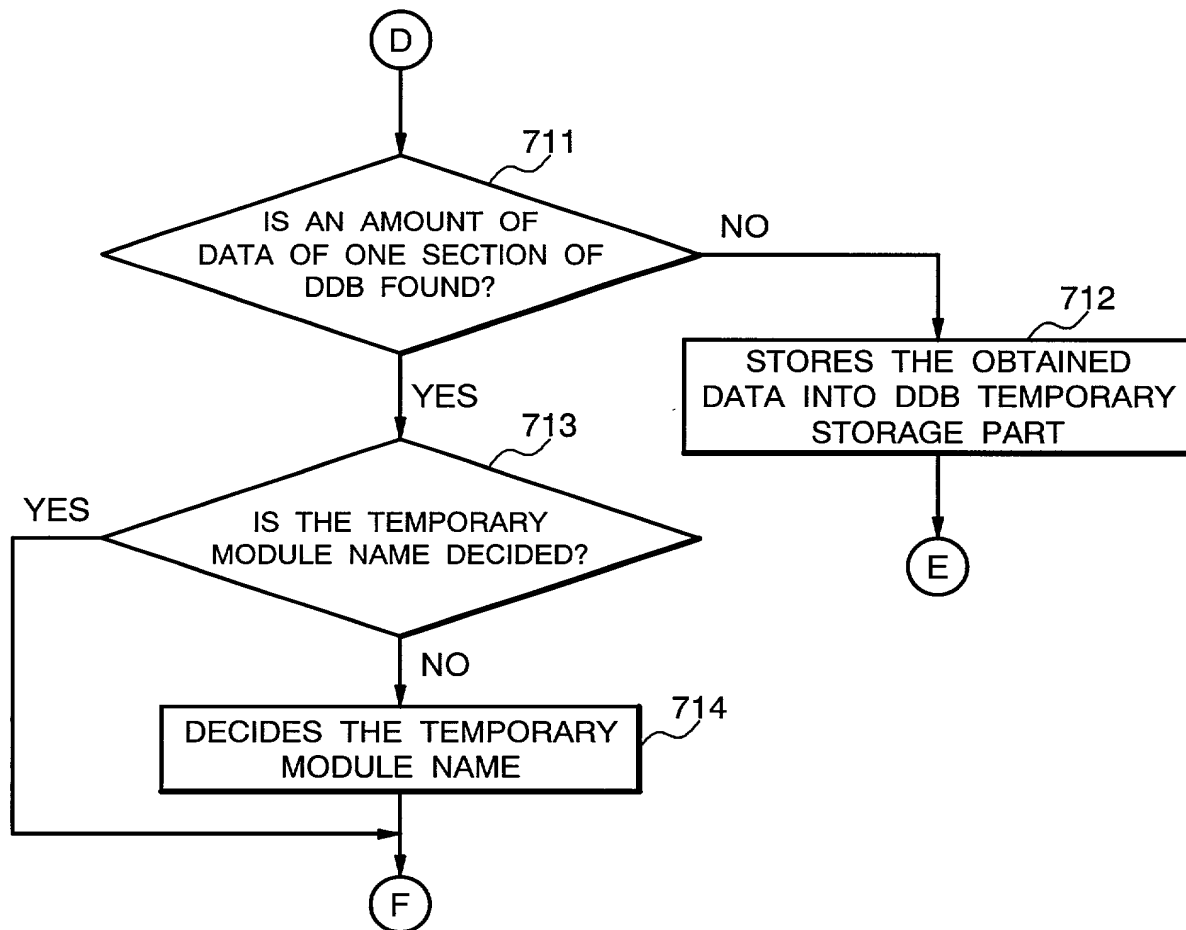 D
711
IS AN AMOUNT OF
DATA OF ONE SECTION OF
DDB FOUND?
NO
712
STORES THE OBTAINED
DATA INTO DDB TEMPORARY
STORAGE PART
YES
713
YES
IS THE TEMPORARY
MODULE NAME DECIDED?
E
NO
714
DECIDES THE TEMPORARY
MODULE NAME
F